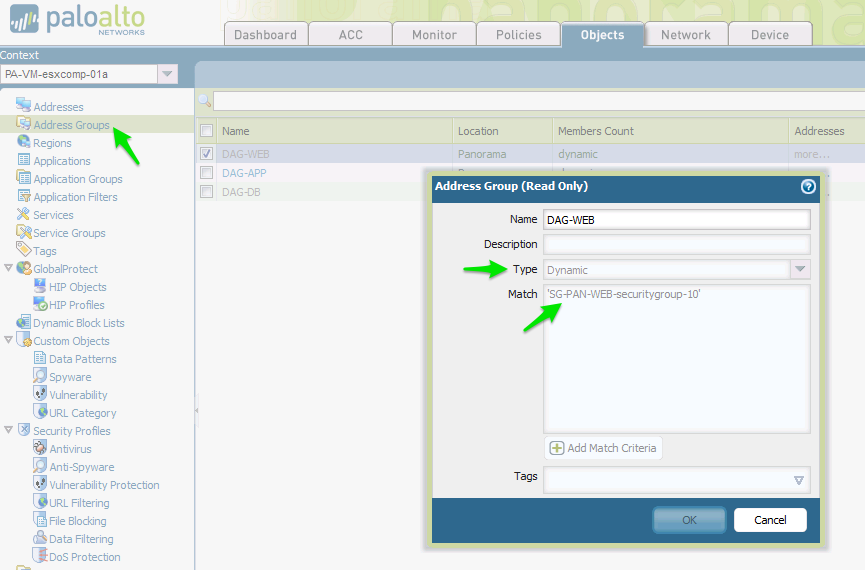 paloalto
NETWORKS
Dashboard ACC Monitor Policies Objects Network Device
Context
PA-VM-esxcomp-01a
Addresses
Address Groups
Regions
Applications
Application Groups
Application Filters
Services
Service Groups
Tags
GlobalProtect
HIP Objects
HIP Profiles
Dynamic Block Lists
Custom Objects
Data Patterns
Spyware
Vulnerability
URL Category
Security Profiles
Antivirus
Anti-Spyware
Vulnerability Protection
URL Filtering
File Blocking
Data Filtering
DoS Protection
Name Location Members Count Addresses
DAG-WEB Panorama dynamic more...
DAG-APP
DAG-DB
Address Group (Read Only)
Name DAG-WEB
Description
Type Dynamic
Match 'SG-PAN-WEB-securitygroup-10'
Add Match Criteria
Tags
OK Cancel